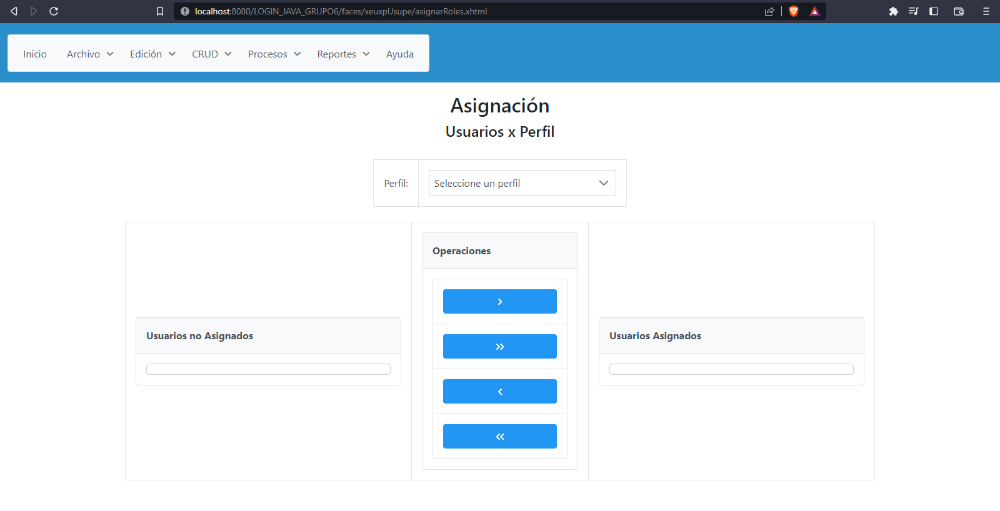 localhost:8080/LOGIN_JAVA_GRUPO6/faces/xeuxpUsupe/asignarRoles.xhtml
Inicio Archivo Edición CRUD Procesos Reportes Ayuda
Asignación
Usuarios x Perfil
Perfil: Seleccione un perfil
Operaciones
Usuarios no Asignados
Usuarios Asignados